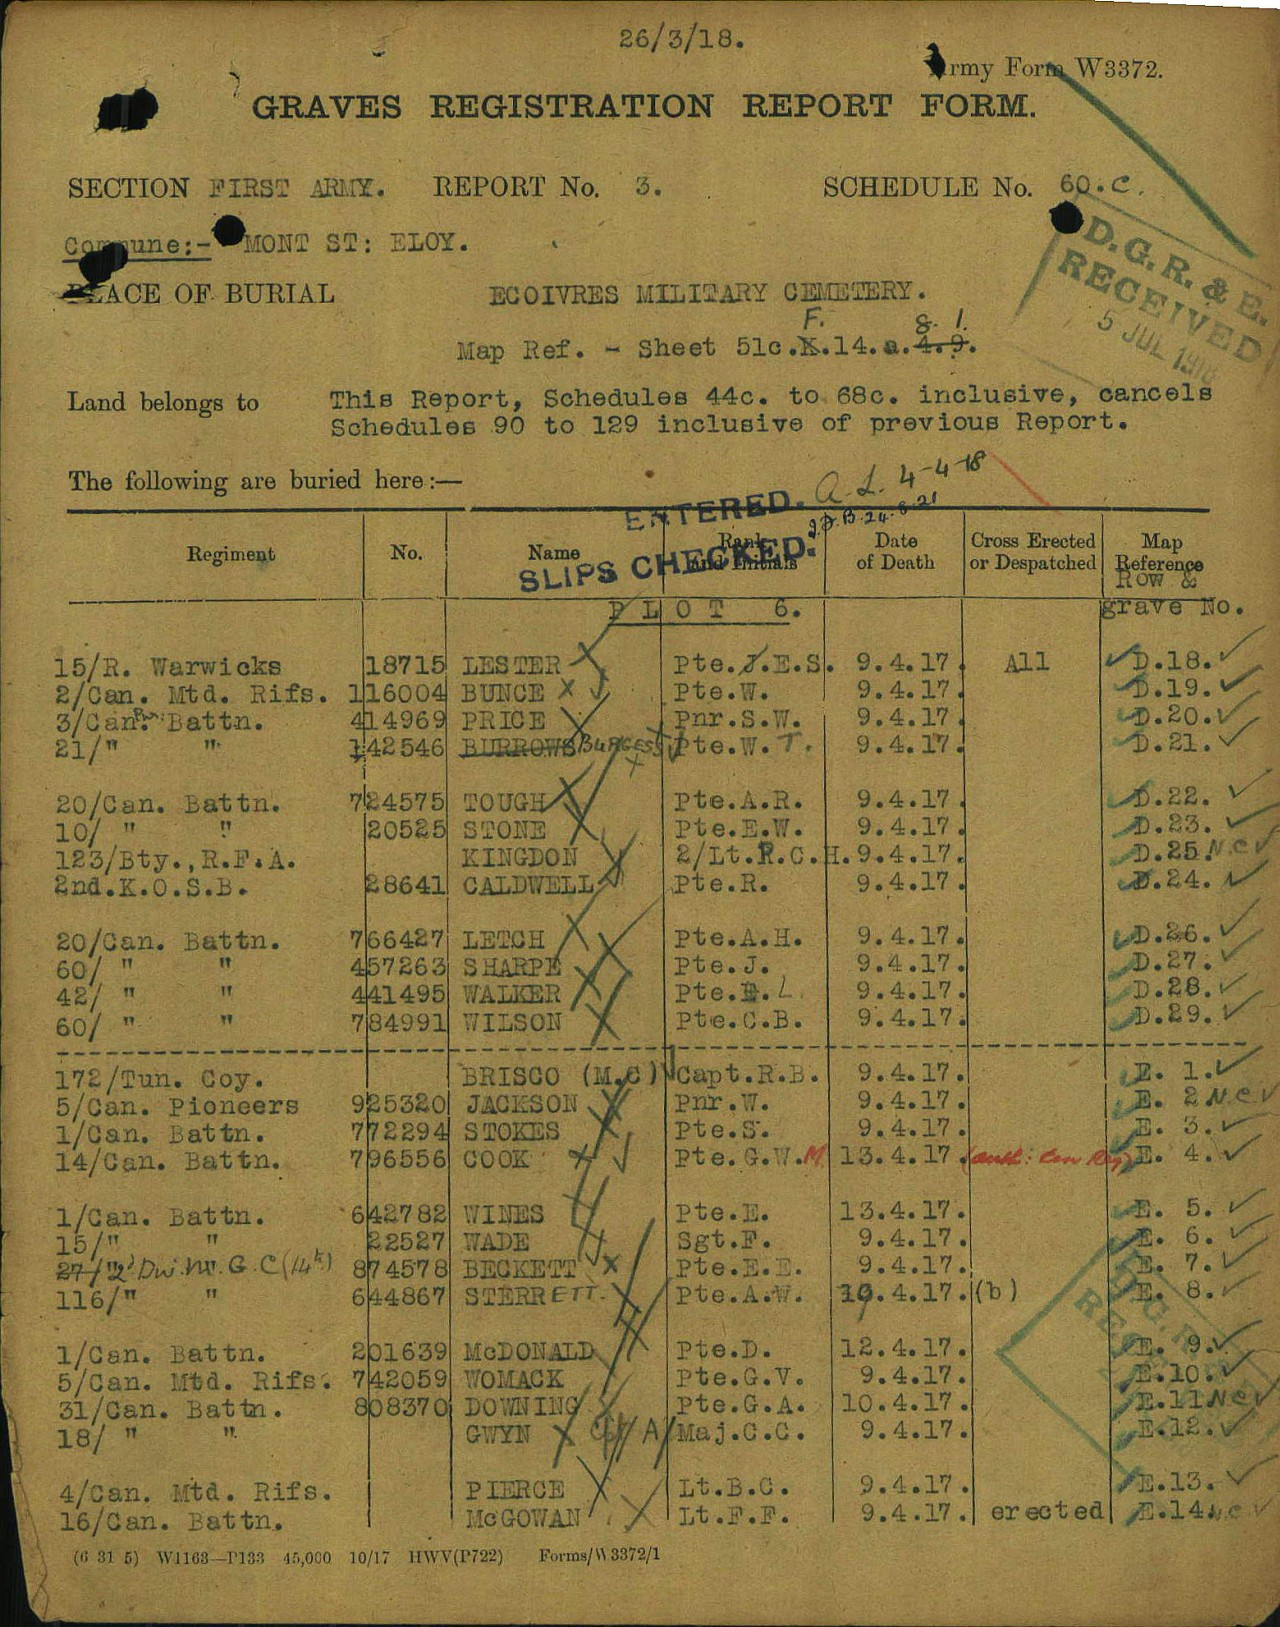 26/3/18.
Army Form W3372.
GRAVES REGISTRATION REPORT FORM.
SECTION FIRST ARMY. REPORT No. 3. SCHEDULE No. 60.C.
Commune:- MONT ST: ELOY.
D.G.R. & E.
RECEIVED
5 JUL 1918
PLACE OF BURIAL ECOIVRES MILITARY CEMETERY.
F. 8. 1.
Map Ref. - Sheet 51c.K.14.a.4.9.
Land belongs to This Report, Schedules 44c. to 68c. inclusive, cancels
Schedules 90 to 129 inclusive of previous Report.
The following are buried here:—
ENTERED. A.L. 4-4-18
SLIPS CHECKED.
Regiment No. Name Rank and Initials Date of Death Cross Erected or Despatched Map Reference Row & grave No.
PLOT 6.
15/R. Warwicks 18715 LESTER Pte.J.E.S. 9.4.17. All D.18.
2/Can. Mtd. Rifs. 116004 BUNCE Pte.W. 9.4.17. D.19.
3/Can. Battn. 414969 PRICE Pnr.S.W. 9.4.17. D.20.
21/" " 142546 BURROWS BURGESS Pte.W.T. 9.4.17. D.21.
20/Can. Battn. 724575 TOUGH Pte.A.R. 9.4.17. D.22.
10/ " " 20525 STONE Pte.E.W. 9.4.17. D.23.
123/Bty.,R.F.A. KINGDON 2/Lt.R.C.H. 9.4.17. D.25. N.C.
2nd.K.O.S.B. 28641 CALDWELL Pte.R. 9.4.17. D.24.
20/Can. Battn. 766427 LETCH Pte.A.H. 9.4.17. D.26.
60/ " " 457263 SHARPE Pte.J. 9.4.17. D.27.
42/ " " 441495 WALKER Pte. L. 9.4.17. D.28.
60/ " " 784991 WILSON Pte.C.B. 9.4.17. D.29.
172/Tun. Coy. BRISCO (M.C) Capt.R.B. 9.4.17. E. 1.
5/Can. Pioneers 925320 JACKSON Pnr.W. 9.4.17. E. 2 N.C.
1/Can. Battn. 772294 STOKES Pte.S. 9.4.17. E. 3.
14/Can. Battn. 796556 COOK Pte.G.W.M 13.4.17. E. 4.
1/Can. Battn. 642782 WINES Pte.E. 13.4.17. E. 5.
15/" " 22527 WADE Sgt.F. 9.4.17. E. 6.
27/" 2 Div. M. G. C (14th) 874578 BECKETT Pte.E.E. 9.4.17. E. 7.
116/" " 644867 STERRETT. Pte.A.W. 10.4.17. (b) E. 8.
1/Can. Battn. 201639 McDONALD Pte.D. 12.4.17. E. 9.
5/Can. Mtd. Rifs. 742059 WOMACK Pte.G.V. 9.4.17. E.10.
31/Can. Battn. 808370 DOWNING Pte.G.A. 10.4.17. E.11 N.C.
18/ " " GWYN A/Maj.C.C. 9.4.17. E.12.
4/Can. Mtd. Rifs. PIERCE Lt.B.C. 9.4.17. E.13.
16/Can. Battn. McGOWAN Lt.F.F. 9.4.17. erected E.14. N.C.
(6 31 5) W1163—P133 45,000 10/17 HWV(P722) Forms/W3372/1